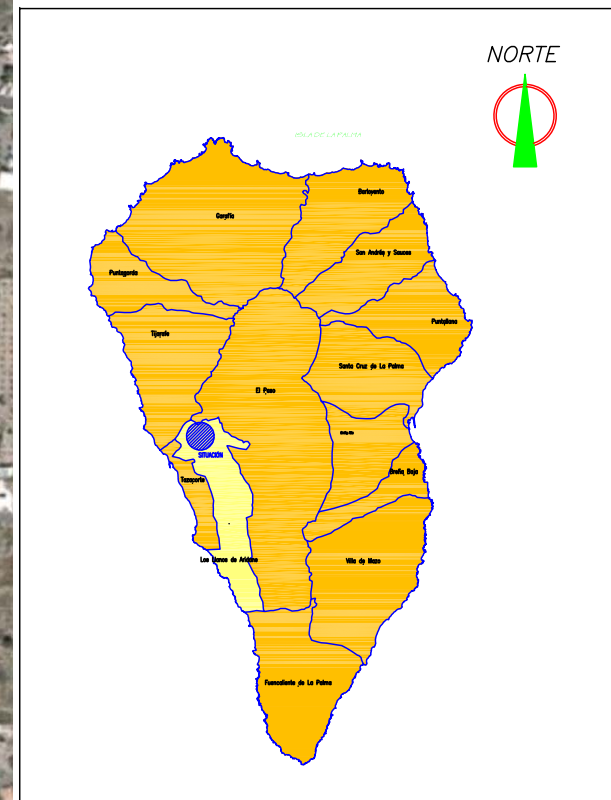 NORTE
ISLA DE LA PALMA
Barlovento
Garafía
San Andrés y Sauces
Puntagorda
Puntallana
Tijarafe
Santa Cruz de La Palma
El Paso
SITUACIÓN
Breña Baja
Tazacorte
Los Llanos de Aridane
Villa de Mazo
Fuencaliente de La Palma